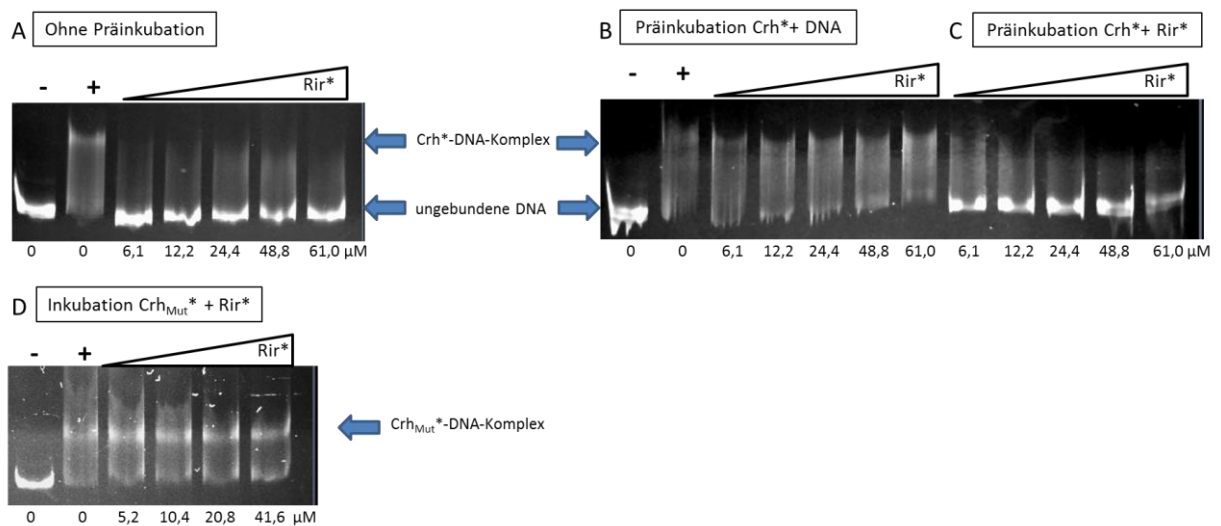 A Ohne Präinkubation
- + Rir*
0 0 6,1 12,2 24,4 48,8 61,0 µM
Crh*-DNA-Komplex
ungebundene DNA
B Präinkubation Crh*+ DNA
- + Rir*
0 0 6,1 12,2 24,4 48,8 61,0
C Präinkubation Crh*+ Rir*
Rir*
6,1 12,2 24,4 48,8 61,0 µM
D Inkubation CrhMut* + Rir*
- + Rir*
0 0 5,2 10,4 20,8 41,6 µM
CrhMut*-DNA-Komplex